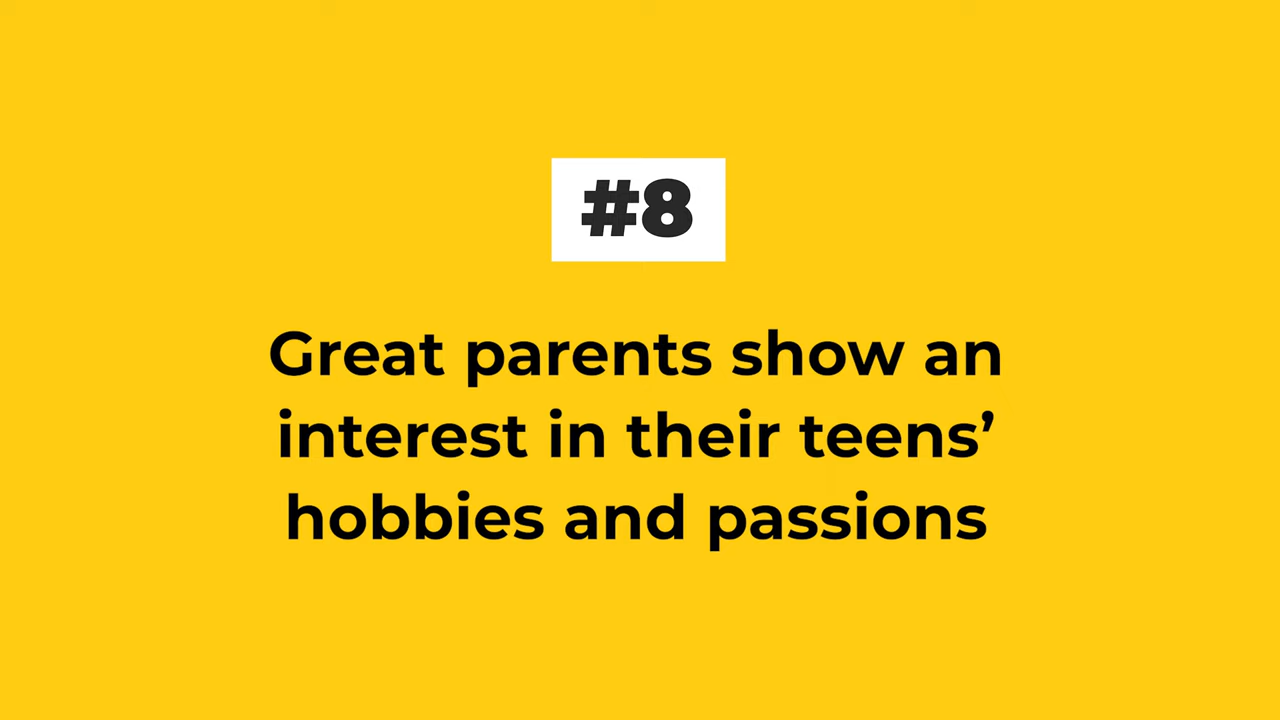 #8
Great parents show an
interest in their teens’
hobbies and passions